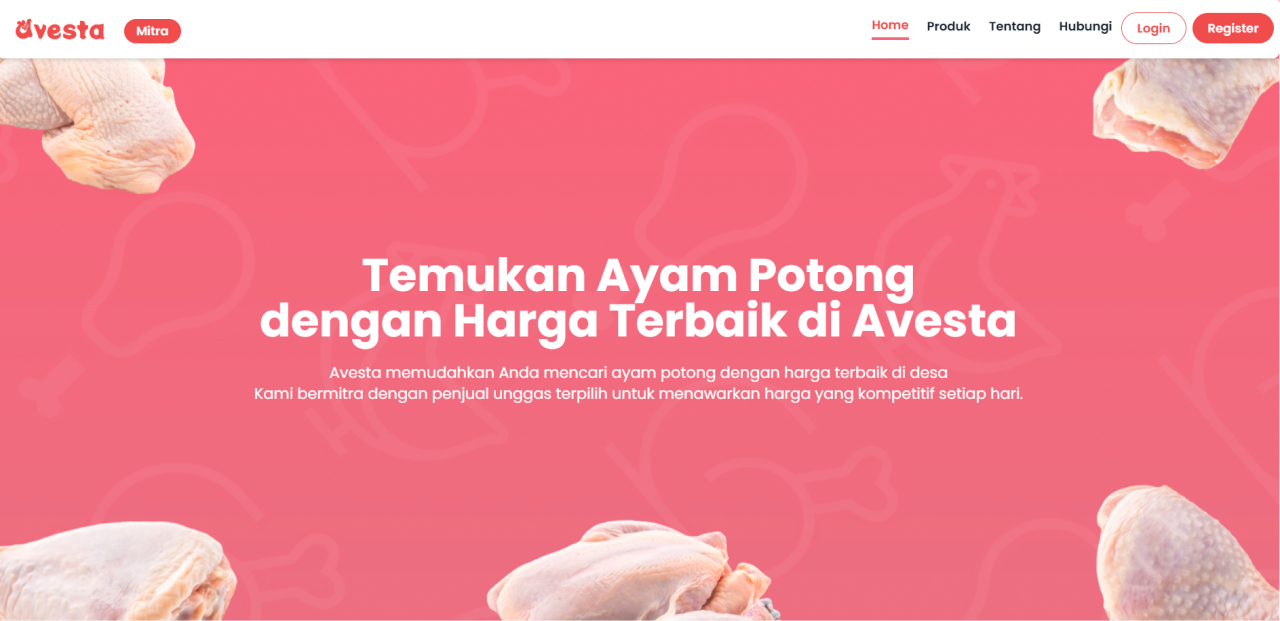 avesta
Mitra
Home
Produk
Tentang
Hubungi
Login
Register
Temukan Ayam Potong
dengan Harga Terbaik di Avesta
Avesta memudahkan Anda mencari ayam potong dengan harga terbaik di desa
Kami bermitra dengan penjual unggas terpilih untuk menawarkan harga yang kompetitif setiap hari.